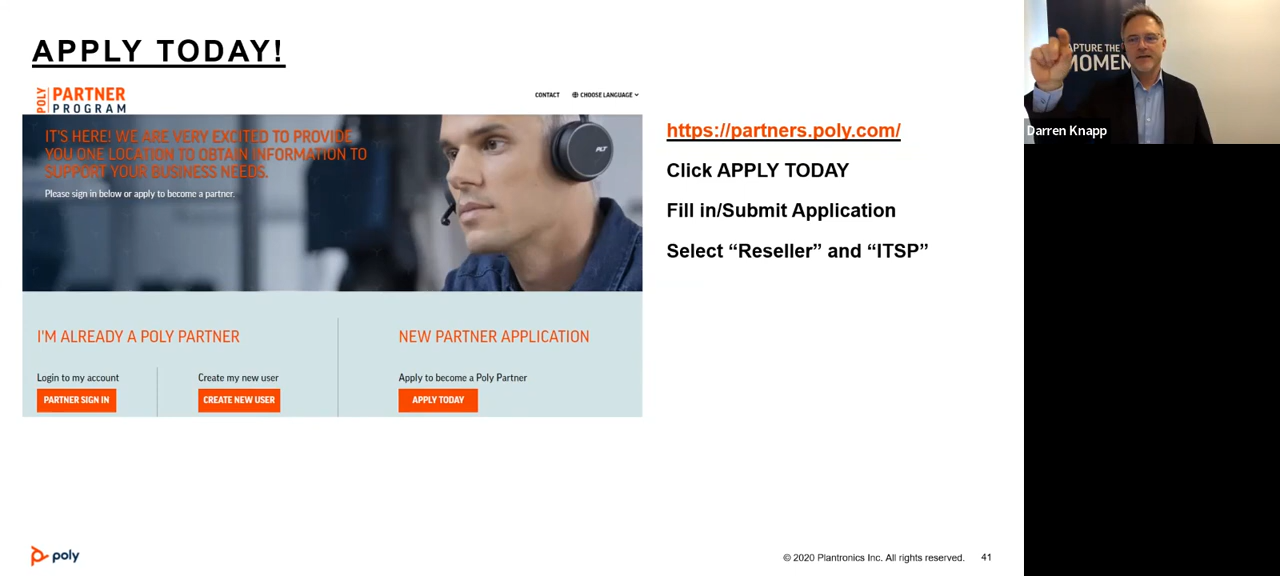 APPLY TODAY!
POLY
PARTNER
PROGRAM
CONTACT
CHOOSE LANGUAGE
IT'S HERE! WE ARE VERY EXCITED TO PROVIDE
YOU ONE LOCATION TO OBTAIN INFORMATION TO
SUPPORT YOUR BUSINESS NEEDS.
Please sign in below or apply to become a partner.
PLT
I'M ALREADY A POLY PARTNER
Login to my account
PARTNER SIGN IN
Create my new user
CREATE NEW USER
NEW PARTNER APPLICATION
Apply to become a Poly Partner
APPLY TODAY
https://partners.poly.com/
Click APPLY TODAY
Fill in/Submit Application
Select “Reseller” and “ITSP”
poly
© 2020 Plantronics Inc. All rights reserved.
41
APTURE THE
MOMEN
Darren Knapp